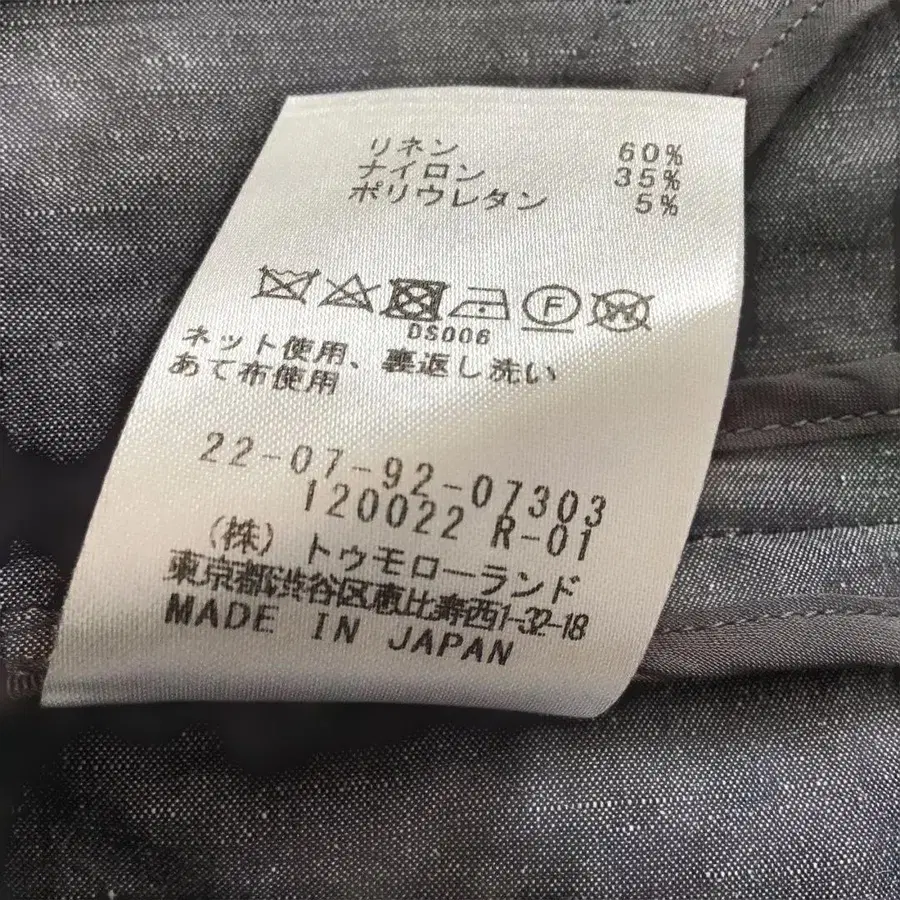 リネン 60%
ナイロン 35%
ポリウレタン 5%
F W
DS006
ネット使用、裏返し洗い
あて布使用
22-07-92-07303
120022 R-01
(株) トゥモローランド
東京都渋谷区恵比寿西1-32-18
MADE IN JAPAN